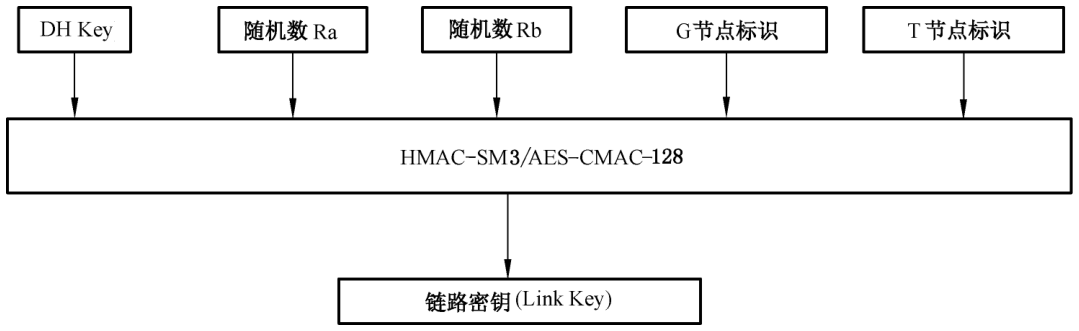 DH Key
随机数 Ra
随机数 Rb
G节点标识
T 节点标识
HMAC-SM3/AES-CMAC-128
链路密钥(Link Key)